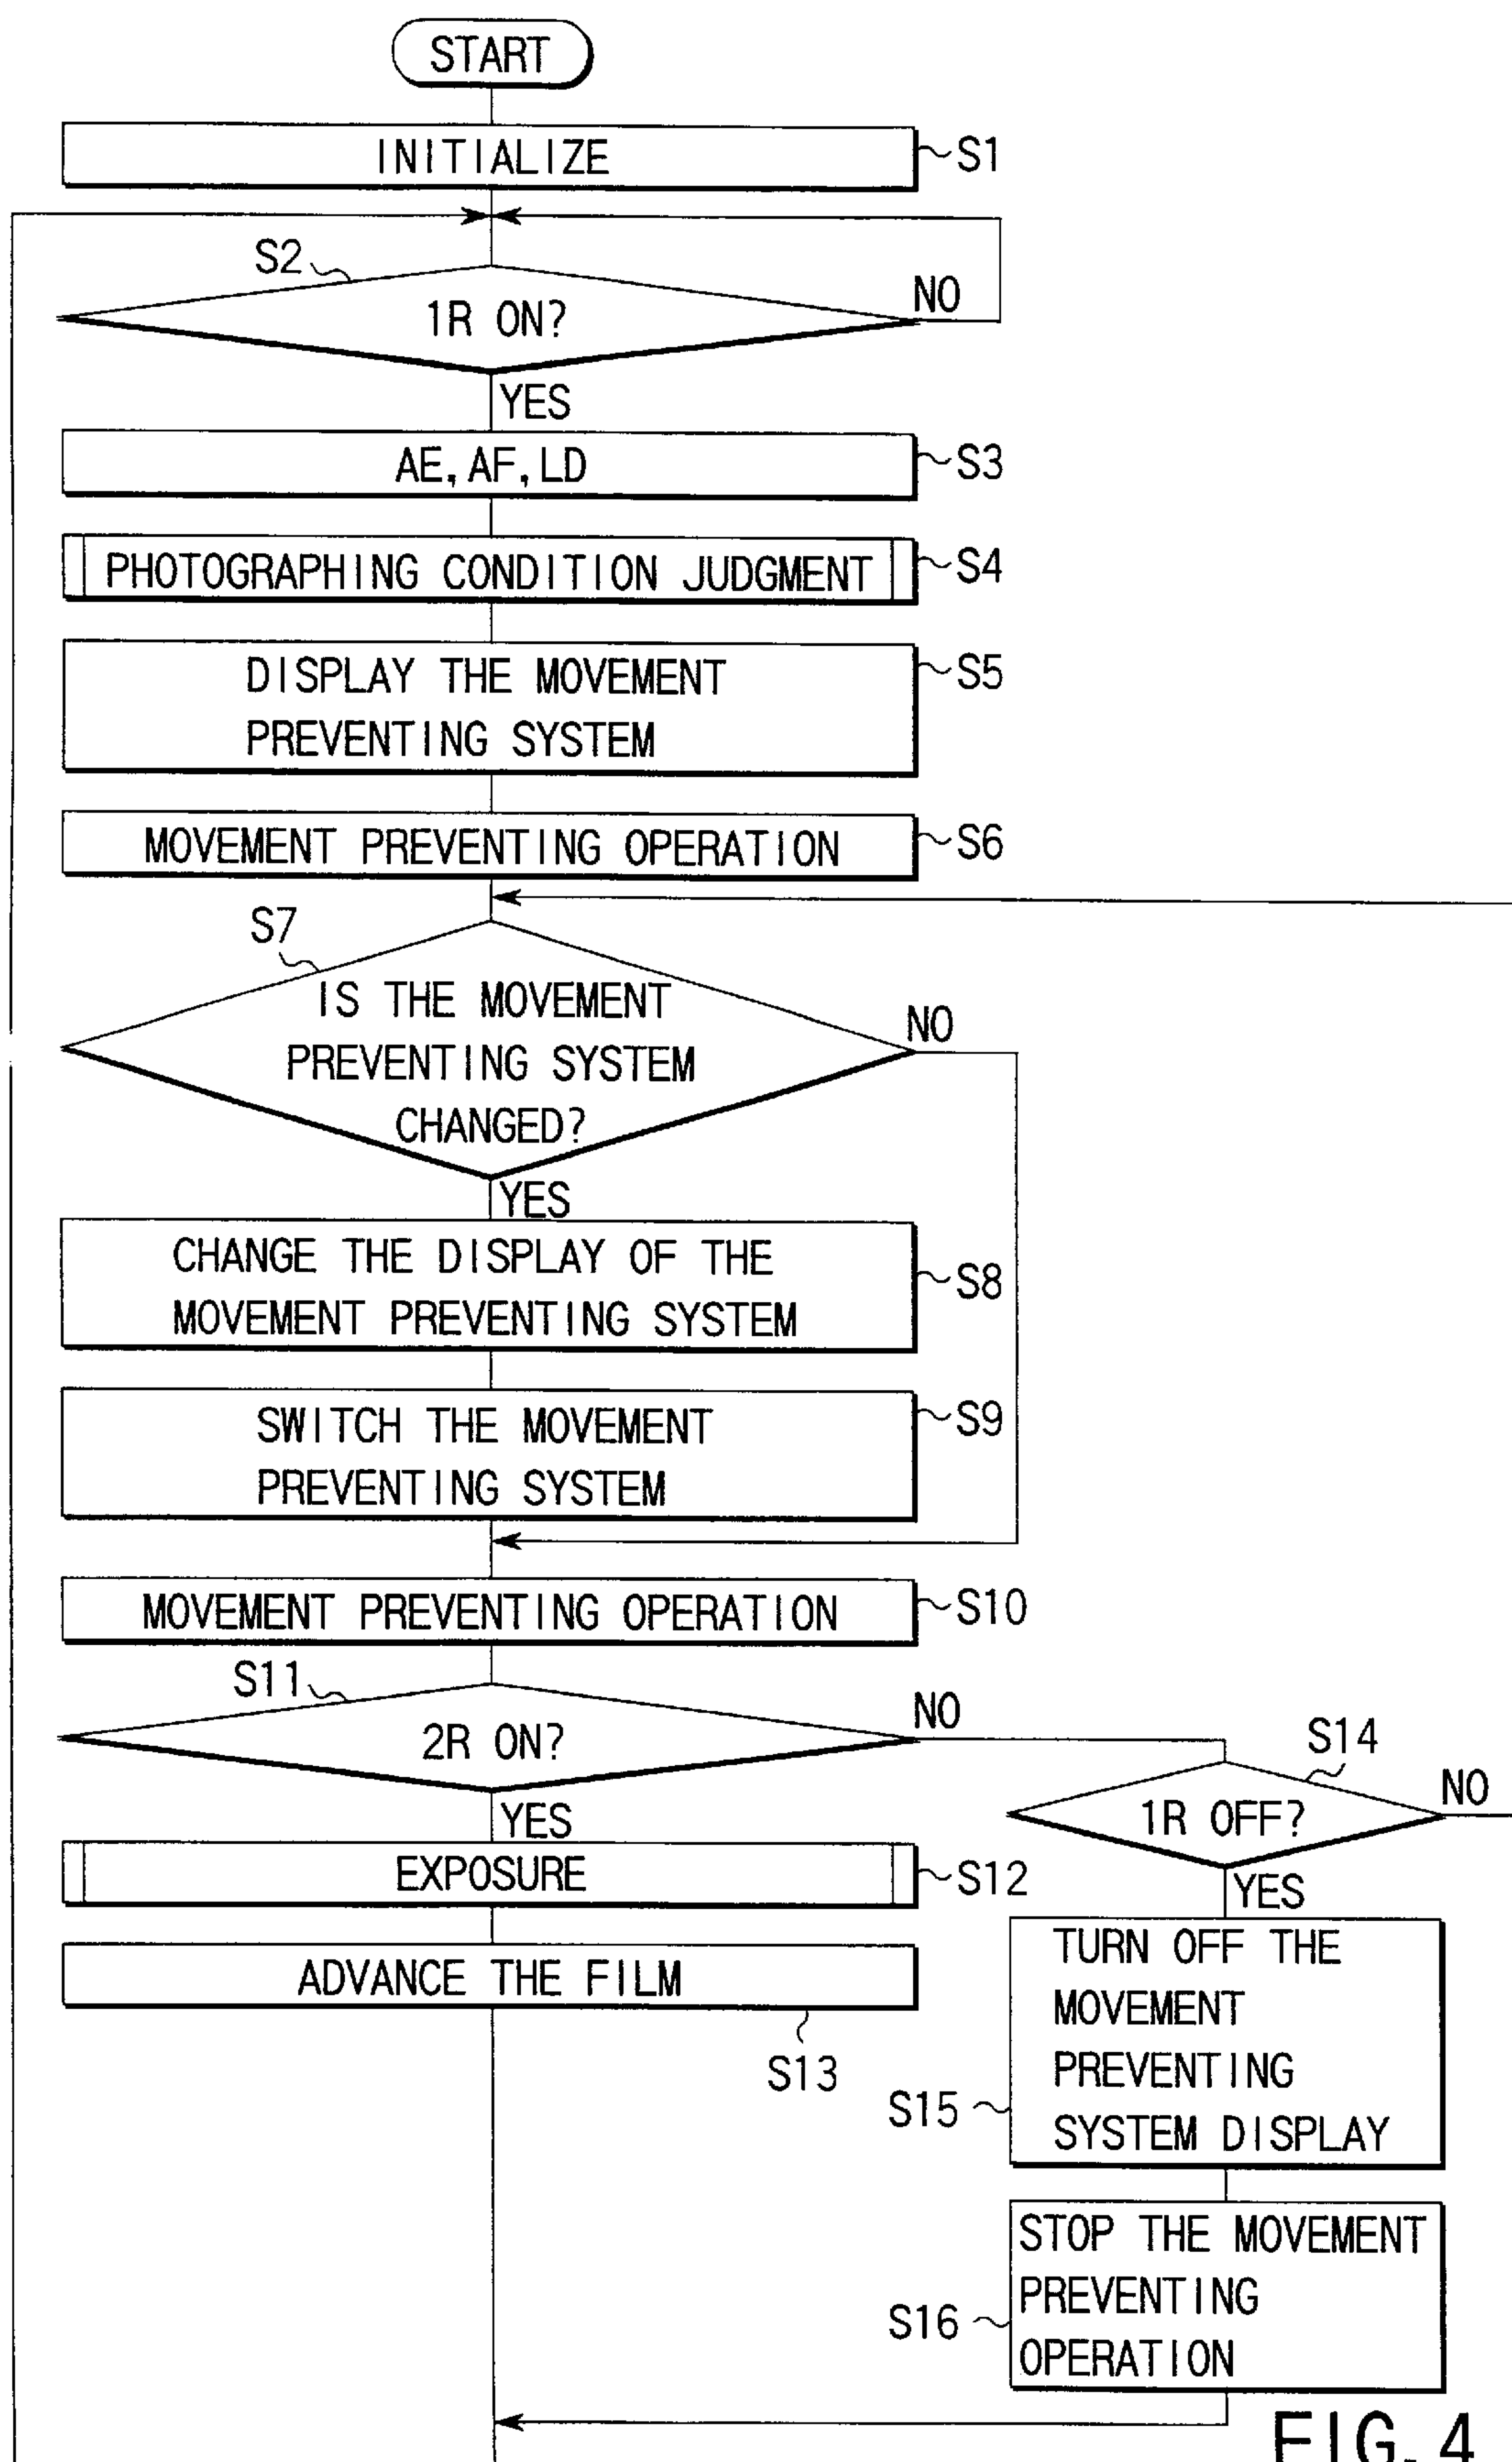 START
INITIALIZE
S1
S2
1R ON?
NO
YES
AE, AF, LD
S3
PHOTOGRAPHING CONDITION JUDGMENT
S4
DISPLAY THE MOVEMENT
PREVENTING SYSTEM
S5
MOVEMENT PREVENTING OPERATION
S6
S7
IS THE MOVEMENT
PREVENTING SYSTEM
CHANGED?
NO
YES
CHANGE THE DISPLAY OF THE
MOVEMENT PREVENTING SYSTEM
S8
SWITCH THE MOVEMENT
PREVENTING SYSTEM
S9
MOVEMENT PREVENTING OPERATION
S10
S11
2R ON?
NO
YES
S14
1R OFF?
NO
YES
EXPOSURE
S12
ADVANCE THE FILM
S13
TURN OFF THE
MOVEMENT
PREVENTING
SYSTEM DISPLAY
S15
STOP THE MOVEMENT
PREVENTING
OPERATION
S16
FIG. 4